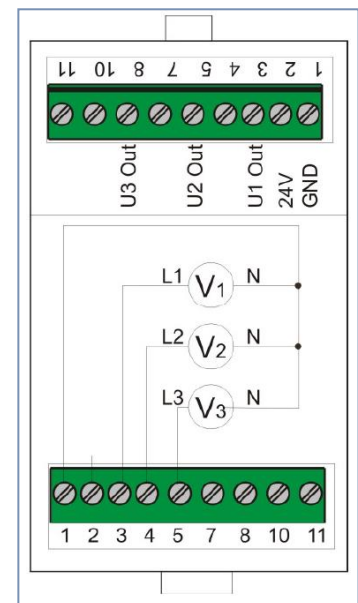 11 10 8 7 5 4 3 2 1
U3 Out
U2 Out
U1 Out
24V
GND
L1 V1 N
L2 V2 N
L3 V3 N
1 2 3 4 5 7 8 10 11